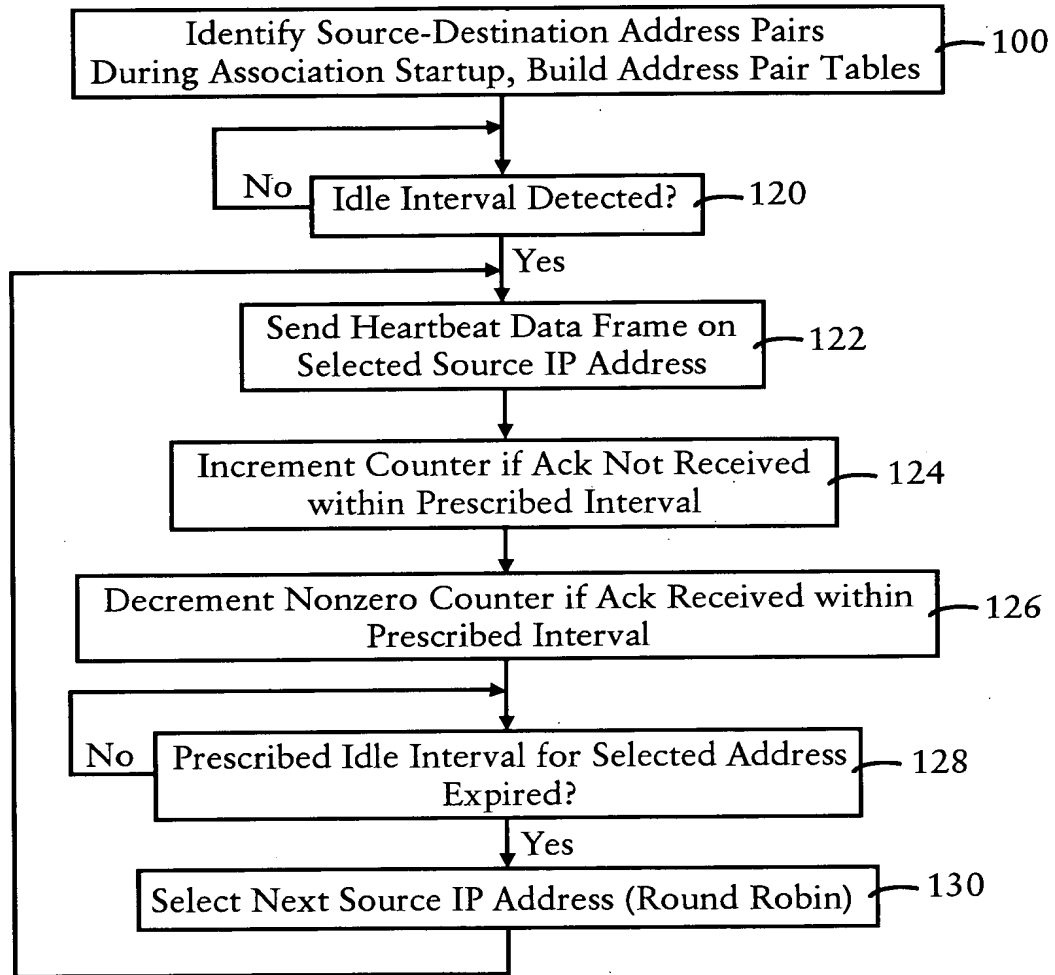 Identify Source-Destination Address Pairs
During Association Startup, Build Address Pair Tables
100
No
Idle Interval Detected?
120
Yes
Send Heartbeat Data Frame on
Selected Source IP Address
122
Increment Counter if Ack Not Received
within Prescribed Interval
124
Decrement Nonzero Counter if Ack Received within
Prescribed Interval
126
No
Prescribed Idle Interval for Selected Address
Expired?
128
Yes
Select Next Source IP Address (Round Robin)
130